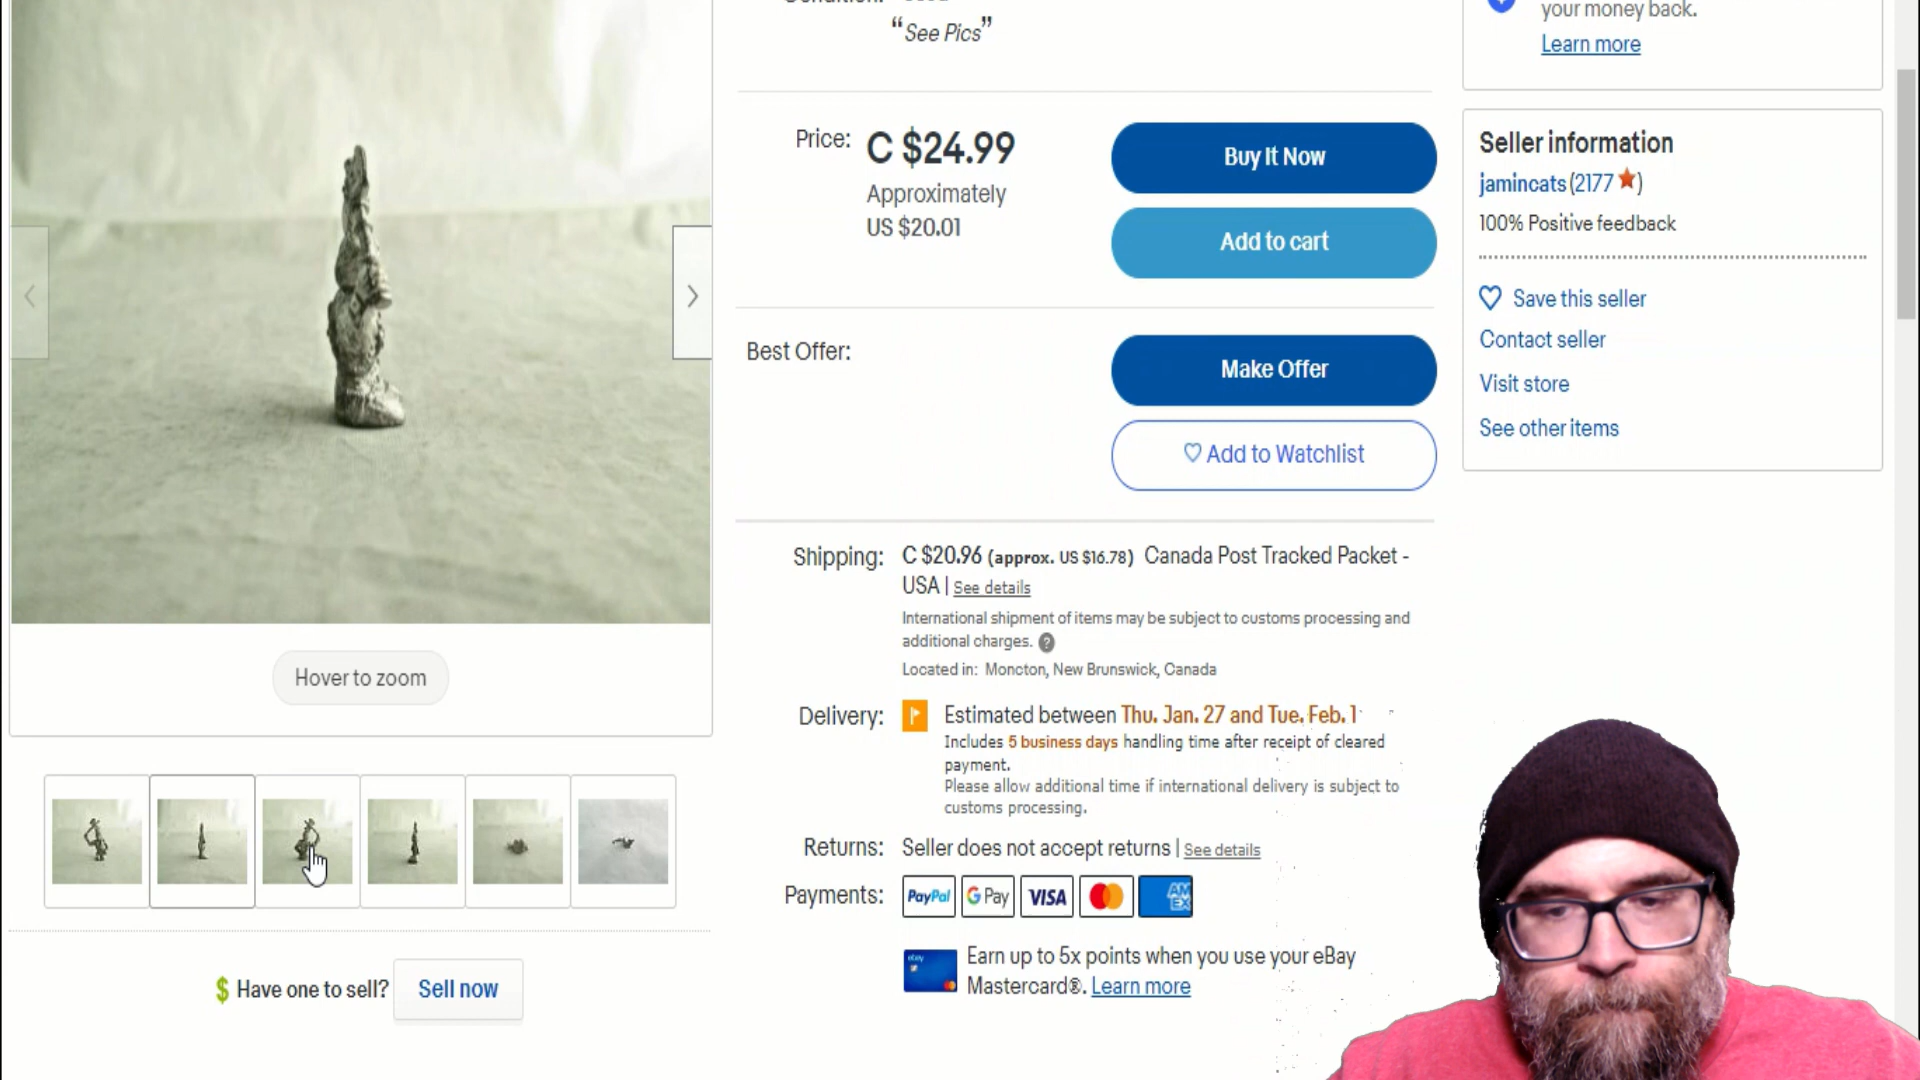 “See Pics”
Price:
C $24.99
Approximately
US $20.01
Buy It Now
Add to cart
Best Offer:
Make Offer
Add to Watchlist
Shipping:
C $20.96 (approx. US $16.78) Canada Post Tracked Packet -
USA | See details
International shipment of items may be subject to customs processing and
additional charges. ?
Located in: Moncton, New Brunswick, Canada
Delivery:
Estimated between Thu. Jan. 27 and Tue. Feb. 1
Includes 5 business days handling time after receipt of cleared
payment.
Please allow additional time if international delivery is subject to
customs processing.
Returns:
Seller does not accept returns | See details
Payments:
PayPal
G Pay
VISA
AM
EX
ebay
Earn up to 5x points when you use your eBay
Mastercard®. Learn more
your money back.
Learn more
Seller information
jamincats (2177)
100% Positive feedback
Save this seller
Contact seller
Visit store
See other items
Hover to zoom
$ Have one to sell?
Sell now